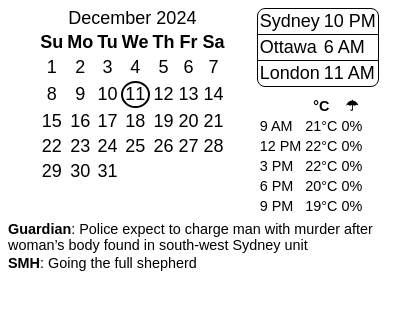 December 2024
Su Mo Tu We Th Fr Sa
1 2 3 4 5 6 7
8 9 10 11 12 13 14
15 16 17 18 19 20 21
22 23 24 25 26 27 28
29 30 31
Sydney 10 PM
Ottawa 6 AM
London 11 AM
°C ☂
9 AM 21°C 0%
12 PM 22°C 0%
3 PM 22°C 0%
6 PM 20°C 0%
9 PM 19°C 0%
Guardian: Police expect to charge man with murder after
woman’s body found in south-west Sydney unit
SMH: Going the full shepherd